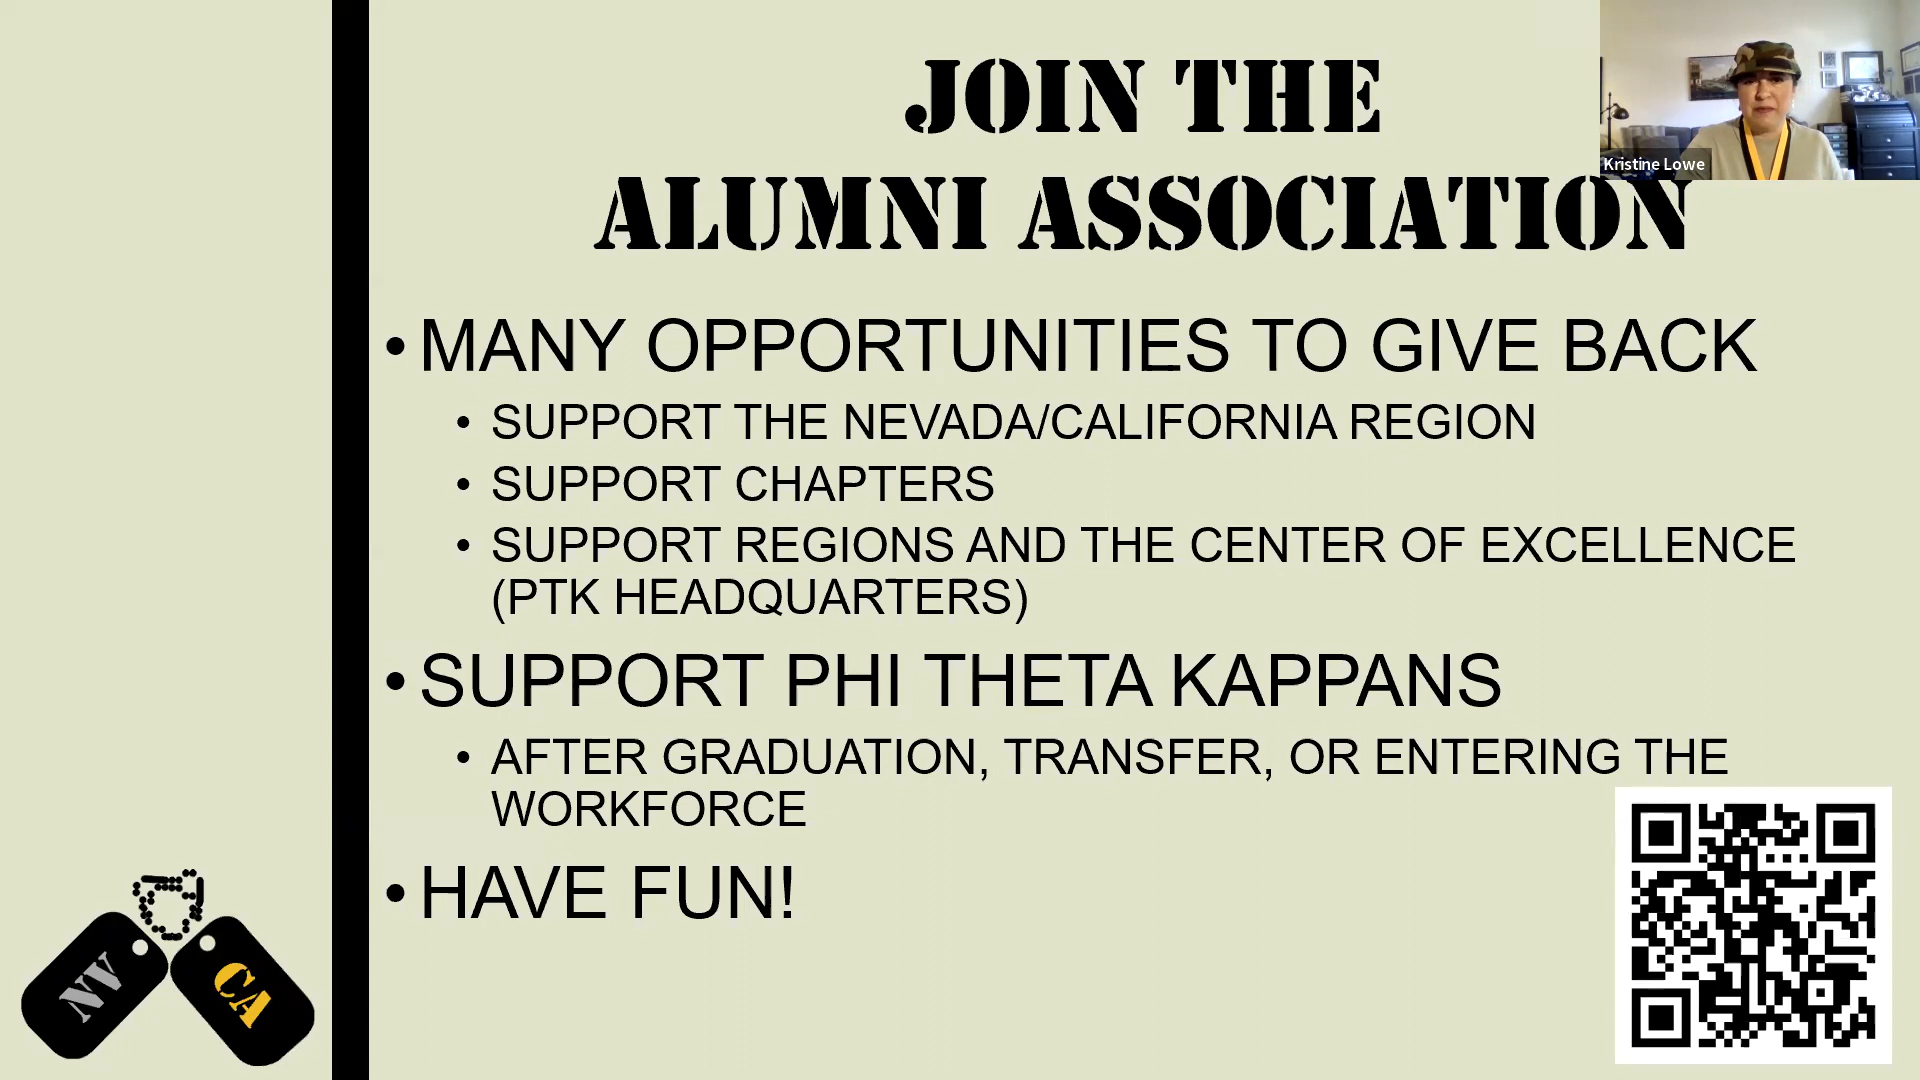 JOIN THE
ALUMNI ASSOCIATION
Kristine Lowe
• MANY OPPORTUNITIES TO GIVE BACK
• SUPPORT THE NEVADA/CALIFORNIA REGION
• SUPPORT CHAPTERS
• SUPPORT REGIONS AND THE CENTER OF EXCELLENCE
(PTK HEADQUARTERS)
• SUPPORT PHI THETA KAPPANS
• AFTER GRADUATION, TRANSFER, OR ENTERING THE
WORKFORCE
• HAVE FUN!
NV
CA